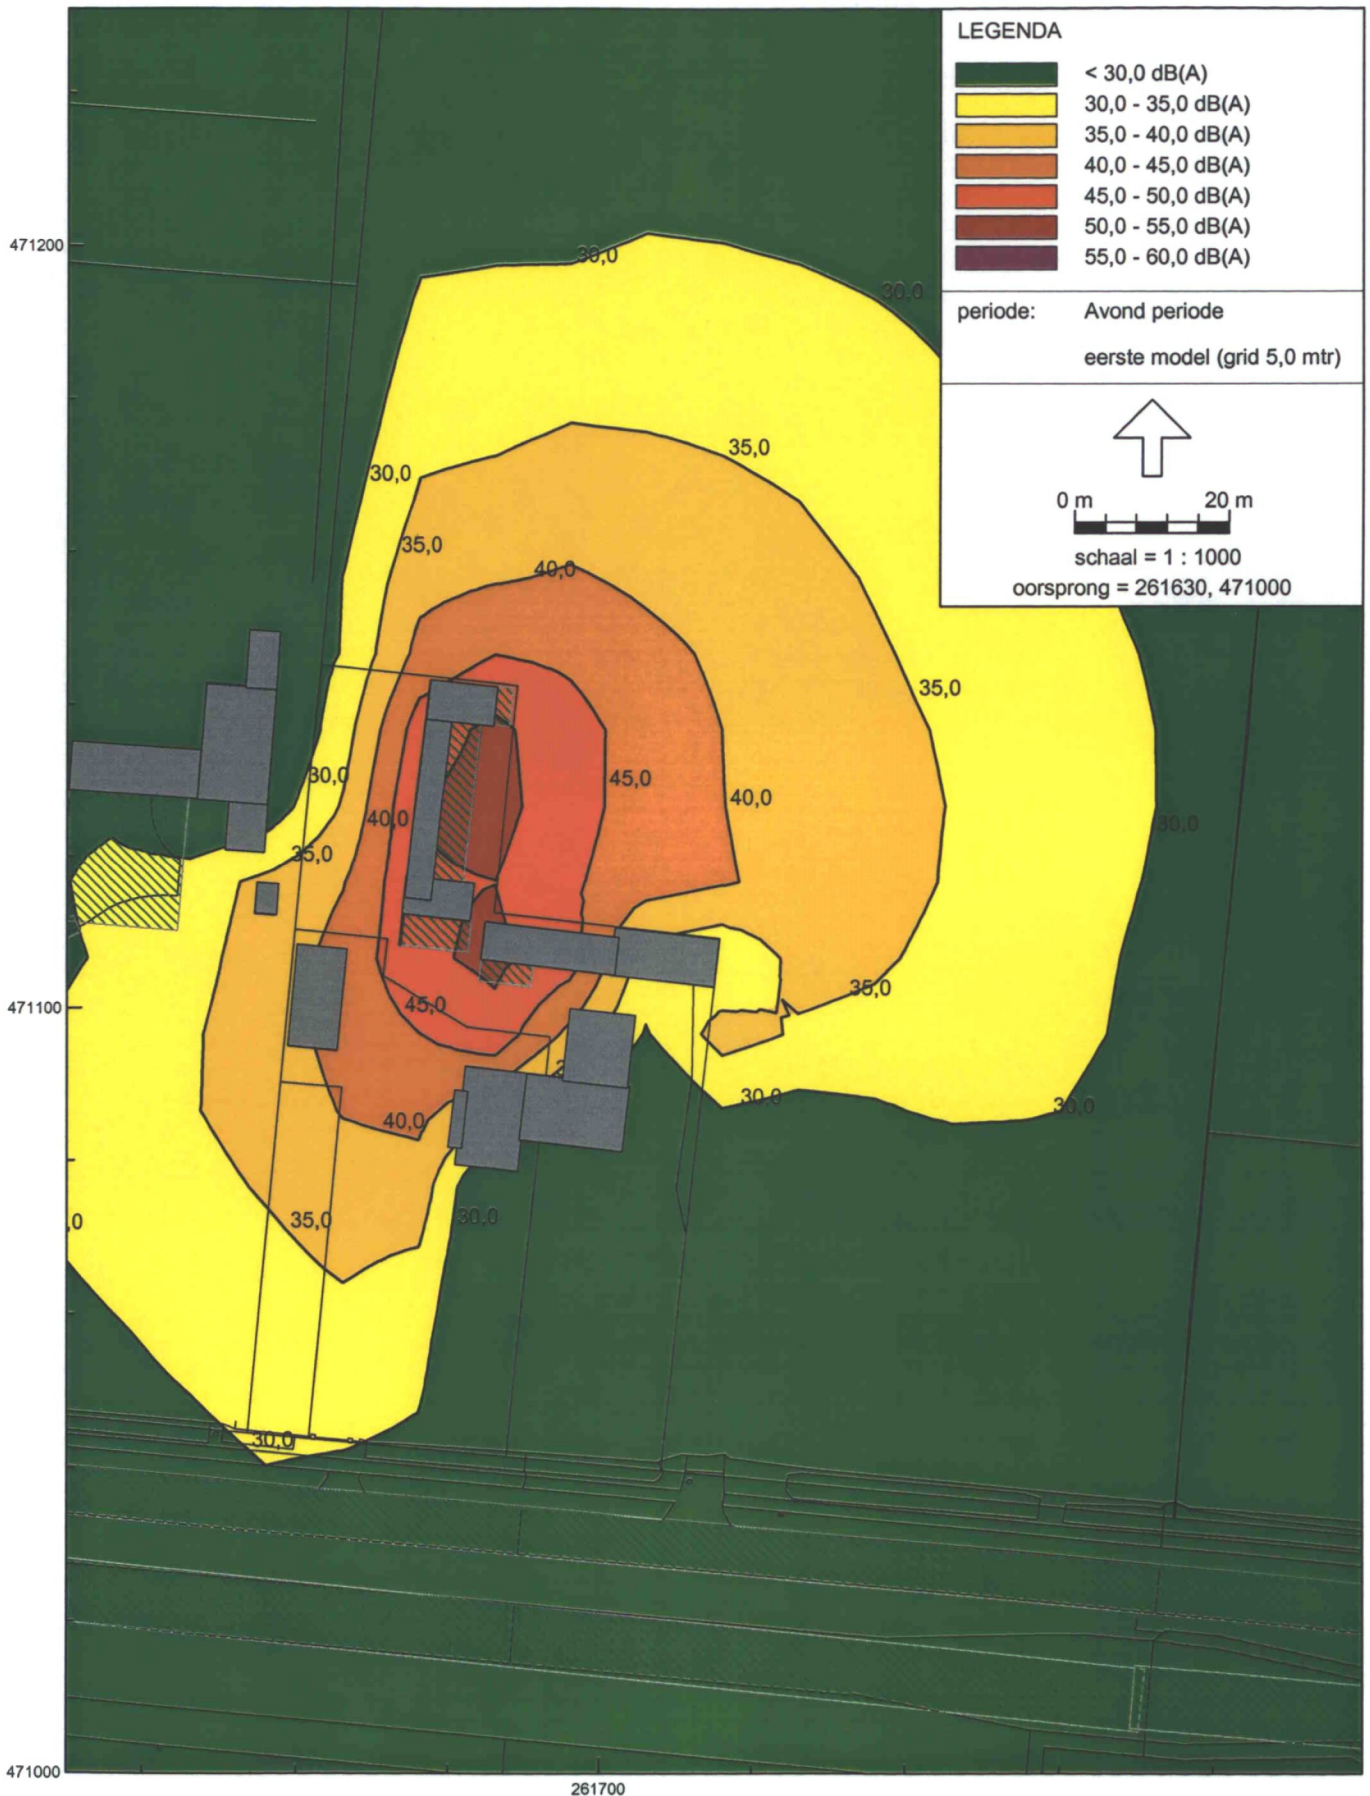 LEGENDA
< 30,0 dB(A)
30,0 - 35,0 dB(A)
35,0 - 40,0 dB(A)
40,0 - 45,0 dB(A)
45,0 - 50,0 dB(A)
50,0 - 55,0 dB(A)
55,0 - 60,0 dB(A)
periode: Avond periode
eerste model (grid 5,0 mtr)
0 m 20 m
schaal = 1 : 1000
oorsprong = 261630, 471000
471200
30,0
30,0
35,0
30,0
35,0
40,0
35,0
30,0
45,0
40,0
40,0
30,0
35,0
35,0
471100
45,0
30,0
30,0
40,0
35,0
30,0
,0
30,0
471000
261700